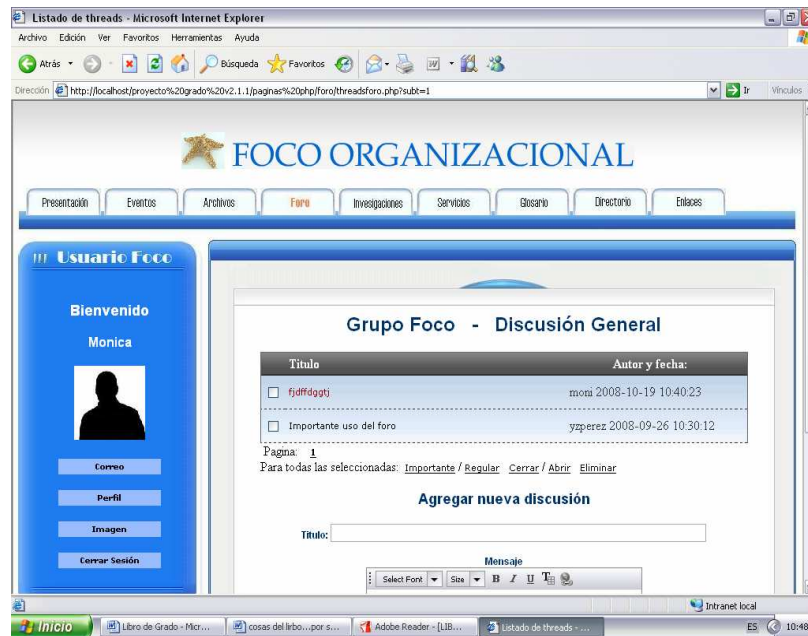 Listado de threads - Microsoft Internet Explorer
Archivo Edición Ver Favoritos Herramientas Ayuda
Atrás Búsqueda Favoritos
Dirección http://localhost/proyecto%20grado%20v2.1.1/paginas%20php/foro/threadsforo.php?subt=1 Ir Vínculos
FOCO ORGANIZACIONAL
Presentación Eventos Archivos Foro Invesigaciones Servicios Glosario Directorio Enlaces
Usuario Foco
Bienvenido
Monica
Correo
Perfil
Imagen
Cerrar Sesión
Grupo Foco - Discusión General
Titulo Autor y fecha:
fjdffdggtj moni 2008-10-19 10:40:23
Importante uso del foro yzperez 2008-09-26 10:30:12
Pagina: 1
Para todas las seleccionadas: Importante / Regular Cerrar / Abrir Eliminar
Agregar nueva discusión
Titulo:
Mensaje
Select Font Size B I U
Intranet local
Inicio Libro de Grado - Micr... cosas del lirbo...por s... Adobe Reader - [LIB... Listado de threads - ... ES 10:48